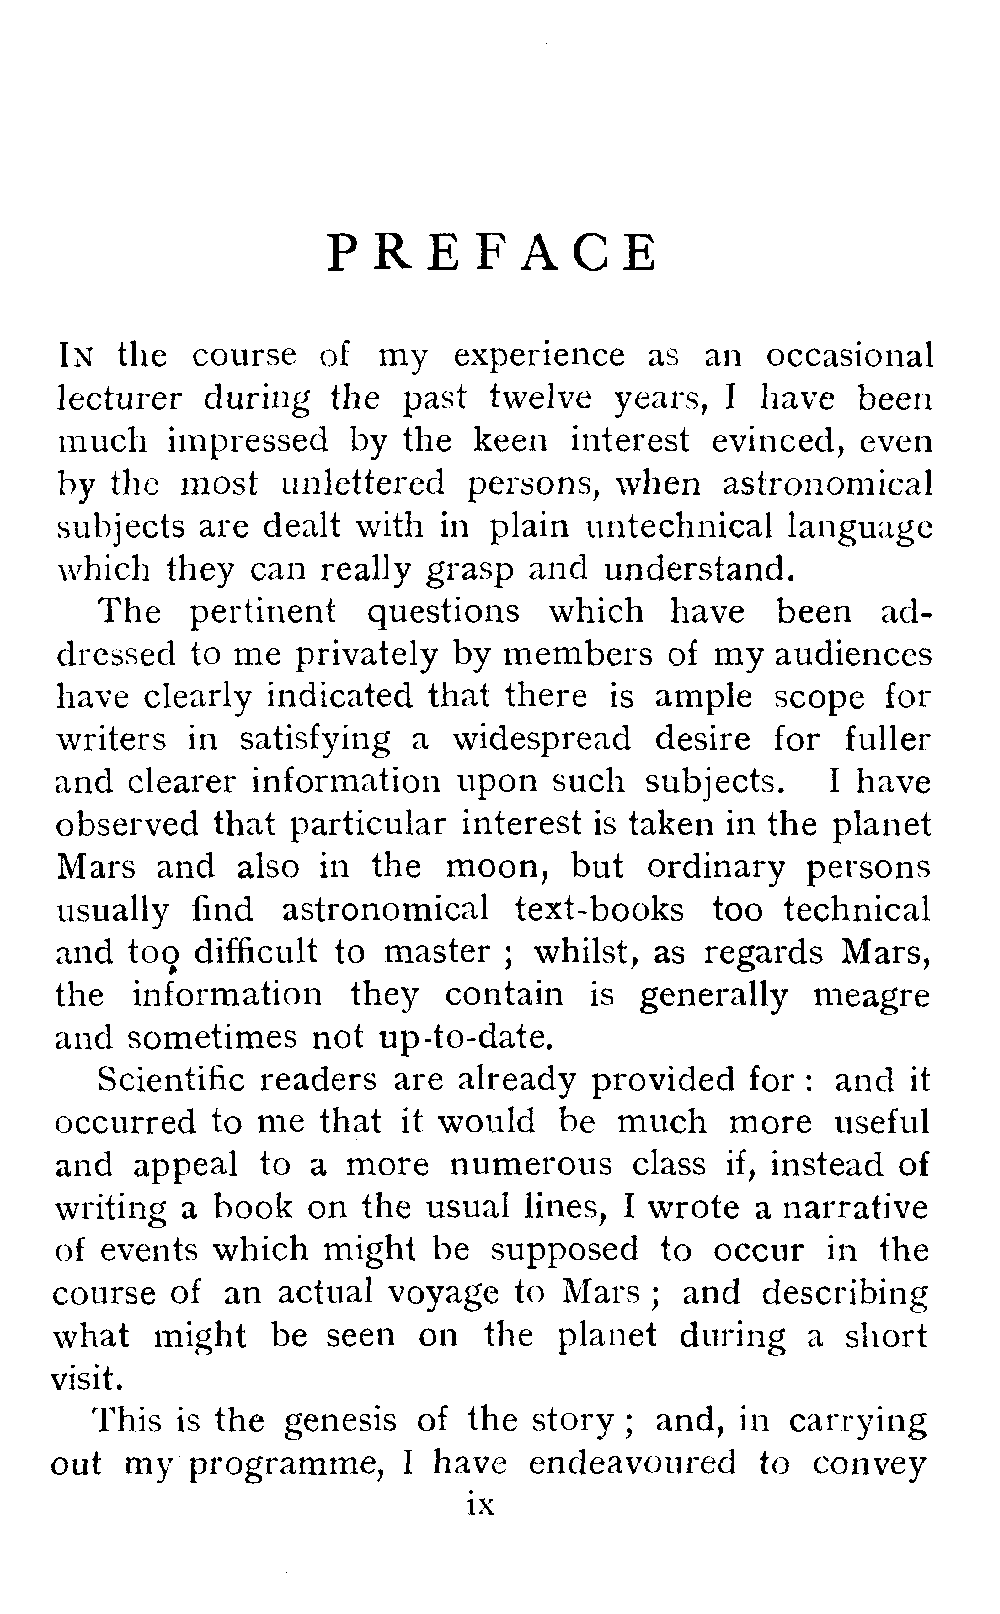 PREFACE
In the course of my experience as an occasional
lecturer during the past twelve years, I have been
much impressed by the keen interest evinced, even
by the most unlettered persons, when astronomical
subjects are dealt with in plain untechnical language
which they can really grasp and understand.
The pertinent questions which have been ad-
dressed to me privately by members of my audiences
have clearly indicated that there is ample scope for
writers in satisfying a widespread desire for fuller
and clearer information upon such subjects. I have
observed that particular interest is taken in the planet
Mars and also in the moon, but ordinary persons
usually find astronomical text-books too technical
and too difficult to master ; whilst, as regards Mars,
the information they contain is generally meagre
and sometimes not up-to-date.
Scientific readers are already provided for : and it
occurred to me that it would be much more useful
and appeal to a more numerous class if, instead of
writing a book on the usual lines, I wrote a narrative
of events which might be supposed to occur in the
course of an actual voyage to Mars ; and describing
what might be seen on the planet during a short
visit.
This is the genesis of the story ; and, in carrying
out my programme, I have endeavoured to convey
ix